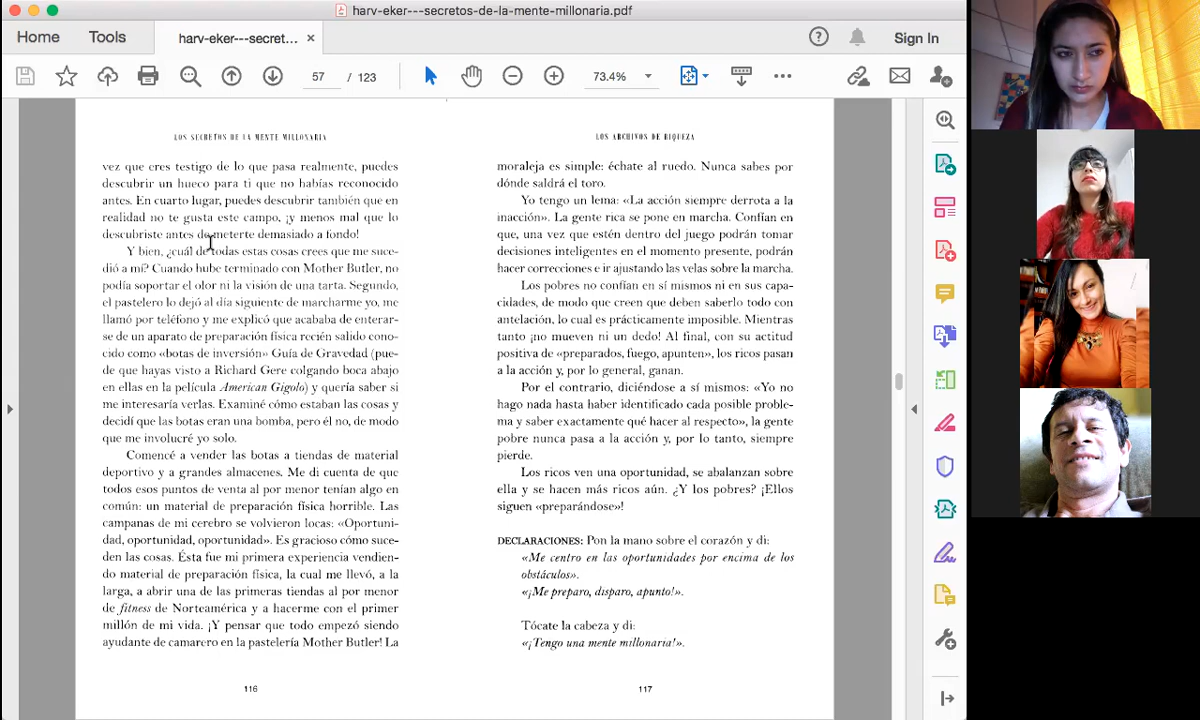 harv-eker---secretos-de-la-mente-millonaria.pdf
Home
Tools
harv-eker---secret...
×
Sign In
57
/ 123
73.4%
LOS SECRETOS DE LA MENTE MILLONARIA
vez que eres testigo de lo que pasa realmente, puedes
descubrir un hueco para ti que no habías reconocido
antes. En cuarto lugar, puedes descubrir también que en
realidad no te gusta este campo, ¡y menos mal que lo
descubriste antes de meterte demasiado a fondo!
Y bien, ¿cuál de todas estas cosas crees que me suce-
dió a mí? Cuando hube terminado con Mother Butler, no
podía soportar el olor ni la visión de una tarta. Segundo,
el pastelero lo dejó al día siguiente de marcharme yo, me
llamó por teléfono y me explicó que acababa de enterar-
se de un aparato de preparación física recién salido cono-
cido como «botas de inversión» Guía de Gravedad (pue-
de que hayas visto a Richard Gere colgando boca abajo
en ellas en la película American Gigolo) y quería saber si
me interesaría verlas. Examiné cómo estaban las cosas y
decidí que las botas eran una bomba, pero él no, de modo
que me involucré yo solo.
Comencé a vender las botas a tiendas de material
deportivo y a grandes almacenes. Me di cuenta de que
todos esos puntos de venta al por menor tenían algo en
común: un material de preparación física horrible. Las
campanas de mi cerebro se volvieron locas: «Oportuni-
dad, oportunidad, oportunidad». Es gracioso cómo suce-
den las cosas. Ésta fue mi primera experiencia vendien-
do material de preparación física, la cual me llevó, a la
larga, a abrir una de las primeras tiendas al por menor
de fitness de Norteamérica y a hacerme con el primer
millón de mi vida. ¡Y pensar que todo empezó siendo
ayudante de camarero en la pastelería Mother Butler! La
116
LOS ARCHIVOS DE RIQUEZA
moraleja es simple: échate al ruedo. Nunca sabes por
dónde saldrá el toro.
Yo tengo un lema: «La acción siempre derrota a la
inacción». La gente rica se pone en marcha. Confían en
que, una vez que estén dentro del juego podrán tomar
decisiones inteligentes en el momento presente, podrán
hacer correcciones e ir ajustando las velas sobre la marcha.
Los pobres no confían en sí mismos ni en sus capa-
cidades, de modo que creen que deben saberlo todo con
antelación, lo cual es prácticamente imposible. Mientras
tanto ¡no mueven ni un dedo! Al final, con su actitud
positiva de «preparados, fuego, apunten», los ricos pasan
a la acción y, por lo general, ganan.
Por el contrario, diciéndose a sí mismos: «Yo no
hago nada hasta haber identificado cada posible proble-
ma y saber exactamente qué hacer al respecto», la gente
pobre nunca pasa a la acción y, por lo tanto, siempre
pierde.
Los ricos ven una oportunidad, se abalanzan sobre
ella y se hacen más ricos aún. ¿Y los pobres? ¡Ellos
siguen «preparándose»!
DECLARACIONES: Pon la mano sobre el corazón y di:
«Me centro en las oportunidades por encima de los
obstáculos».
«¡Me preparo, disparo, apunto!».
Tócate la cabeza y di:
«¡Tengo una mente millonaria!».
117